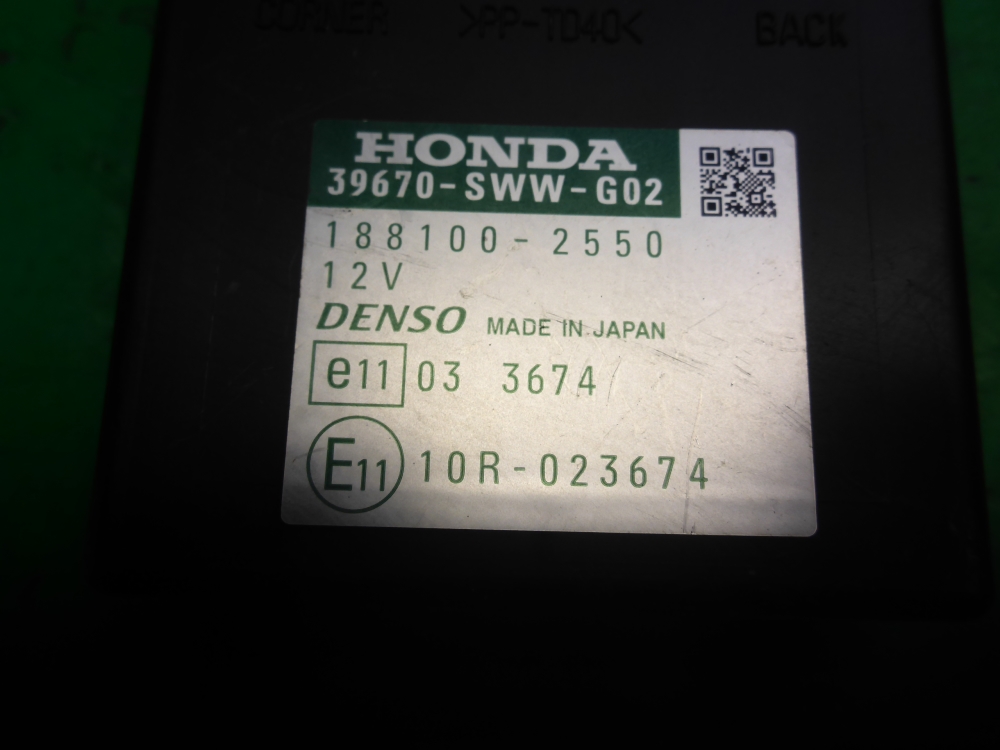 CORNER >PP-TD40< BACK
HONDA
39670-SWW-G02
188100-2550
12V
DENSO MADE IN JAPAN
e11 03 3674
E11 10R-023674